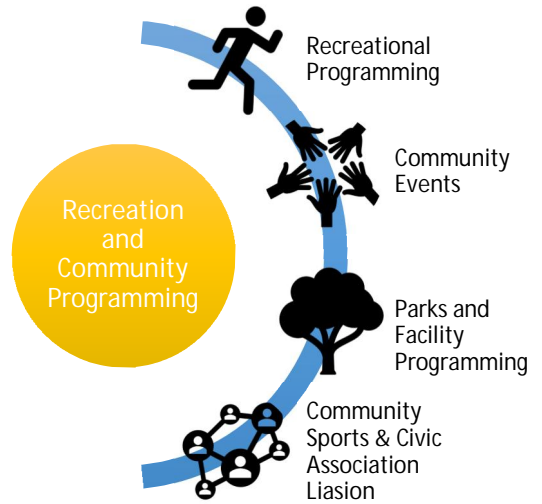 Recreational
Programming
Community
Events
Recreation
and
Community
Programming
Parks and
Facility
Programming
Community
Sports & Civic
Association
Liasion